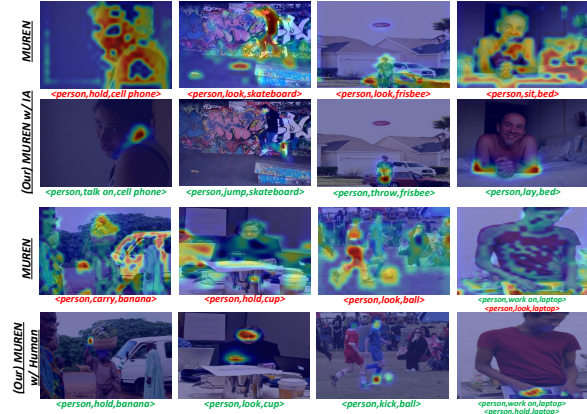 MUREN
<person,hold,cell phone>
<person,look,skateboard>
<person,look,frisbee>
<person,sit,bed>
(Our) MUREN w/ IA
<person,talk on,cell phone>
<person,jump,skateboard>
<person,throw,frisbee>
<person,lay,bed>
MUREN
<person,carry,banana>
<person,hold,cup>
<person,look,ball>
<person,work on,laptop>
<person,look,laptop>
(Our) MUREN
w/ Human
<person,hold,banana>
<person,look,cup>
<person,kick,ball>
<person,work on,laptop>
<person,hold,laptop>